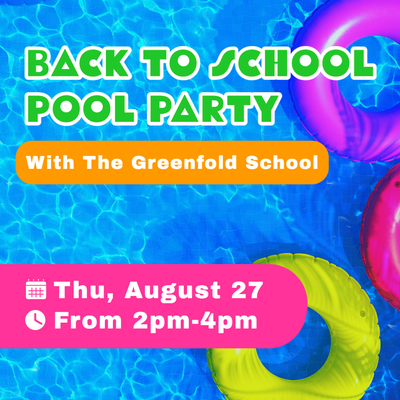 BACK TO SCHOOL
POOL PARTY
With The Greenfold School
Thu, August 27
From 2pm-4pm